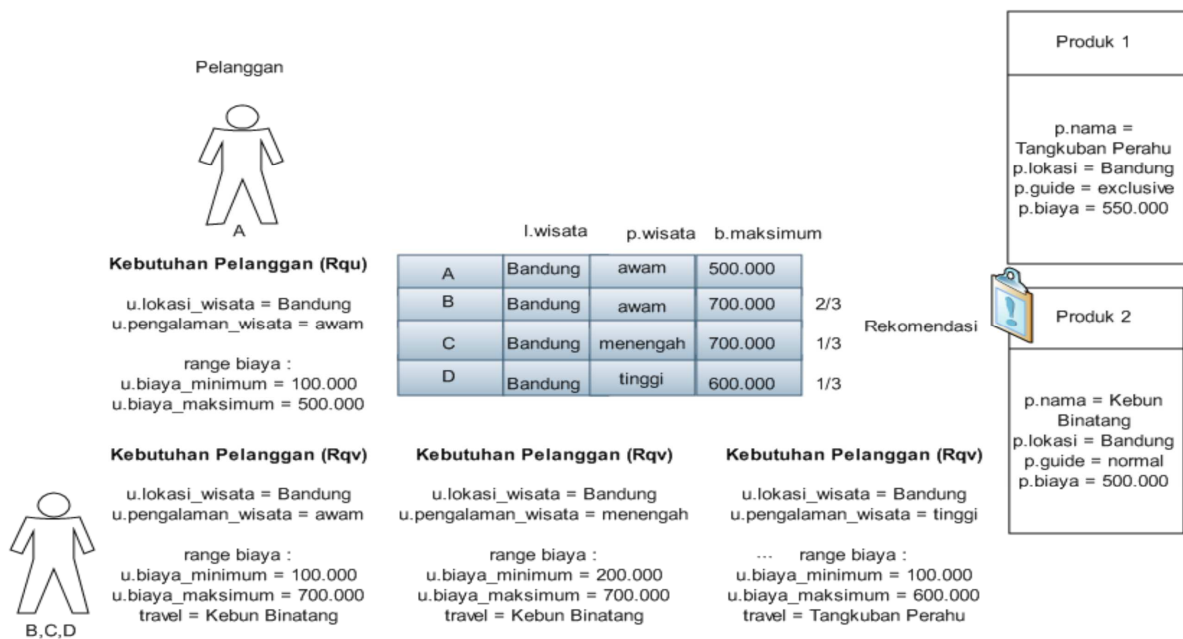 Pelanggan
A
Kebutuhan Pelanggan (Rqu)
u.lokasi_wisata = Bandung
u.pengalaman_wisata = awam
range biaya :
u.biaya_minimum = 100.000
u.biaya_maksimum = 500.000
l.wisata p.wisata b.maksimum
A Bandung awam 500.000
B Bandung awam 700.000 2/3
C Bandung menengah 700.000 1/3
D Bandung tinggi 600.000 1/3
Rekomendasi
Produk 1
p.nama =
Tangkuban Perahu
p.lokasi = Bandung
p.guide = exclusive
p.biaya = 550.000
Produk 2
p.nama = Kebun
Binatang
p.lokasi = Bandung
p.guide = normal
p.biaya = 500.000
B,C,D
Kebutuhan Pelanggan (Rqv)
u.lokasi_wisata = Bandung
u.pengalaman_wisata = awam
range biaya :
u.biaya_minimum = 100.000
u.biaya_maksimum = 700.000
travel = Kebun Binatang
Kebutuhan Pelanggan (Rqv)
u.lokasi_wisata = Bandung
u.pengalaman_wisata = menengah
range biaya :
u.biaya_minimum = 200.000
u.biaya_maksimum = 700.000
travel = Kebun Binatang
Kebutuhan Pelanggan (Rqv)
u.lokasi_wisata = Bandung
u.pengalaman_wisata = tinggi
... range biaya :
u.biaya_minimum = 100.000
u.biaya_maksimum = 600.000
travel = Tangkuban Perahu